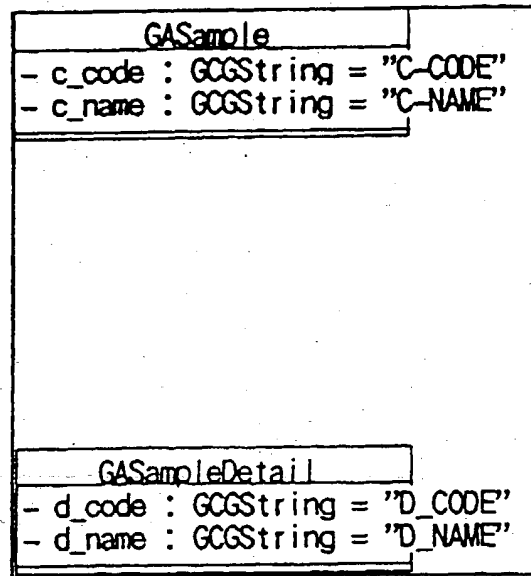 GASample
- c_code : GCGString = "C-CODE"
- c_name : GCGString = "C-NAME"
GASampleDetail
- d_code : GCGString = "D_CODE"
- d_name : GCGString = "D_NAME"